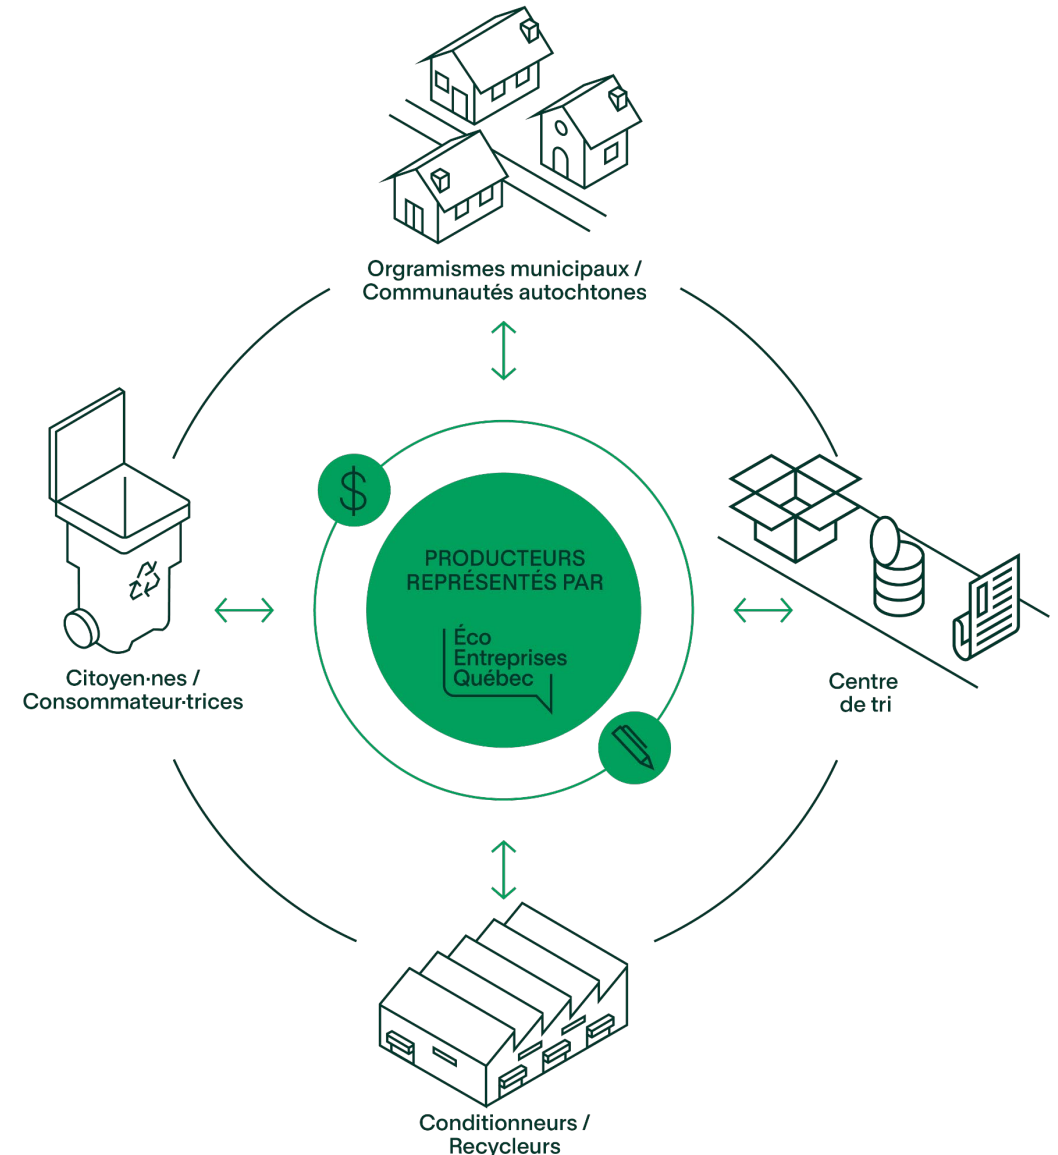 Orgramismes municipaux /
Communautés autochtones
$
PRODUCTEURS
REPRÉSENTÉS PAR
Éco
Entreprises
Québec
Citoyen·nes /
Consommateur·trices
Centre
de tri
Conditionneurs /
Recycleurs